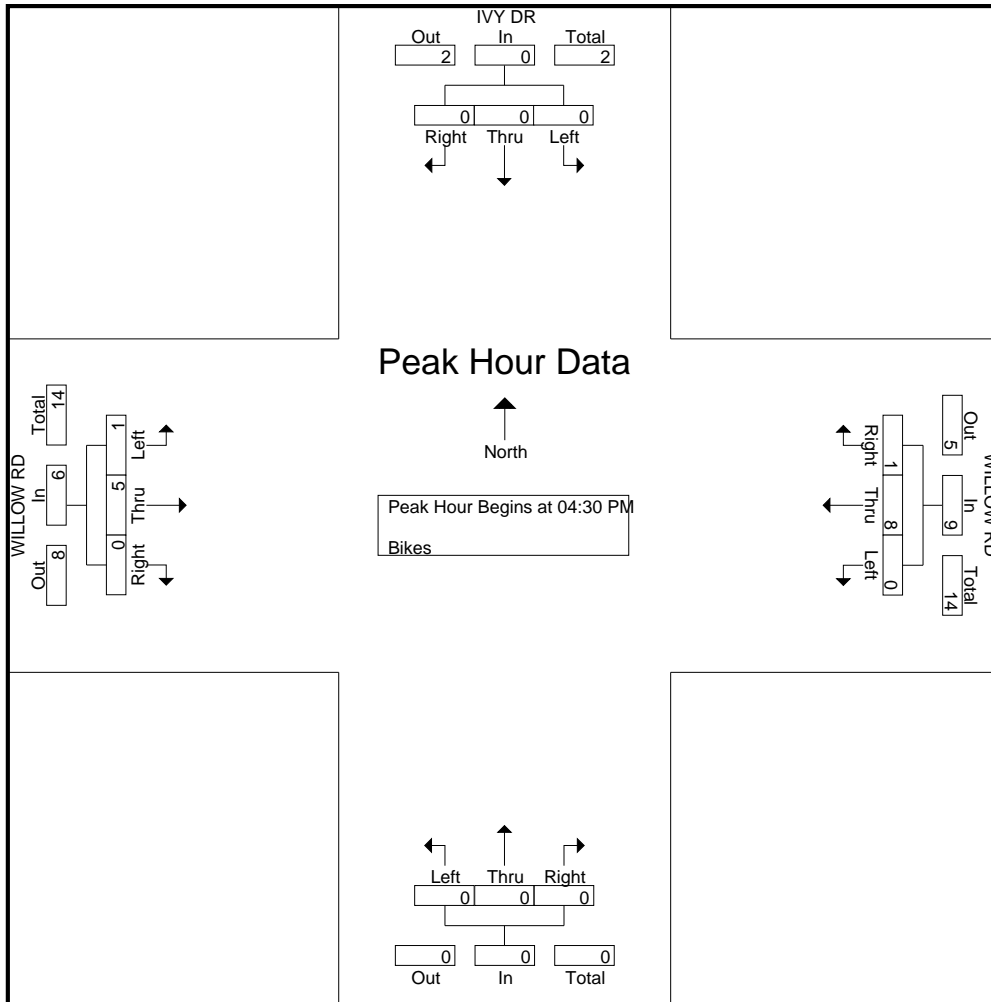 IVY DR
Out In Total
2 0 2
0 0 0
Right Thru Left
Peak Hour Data
North
Peak Hour Begins at 04:30 PM
Bikes
WILLOW RD
Total In Out
14 6 8
1 5 0
Left Thru Right
WILLOW RD
Out In Total
5 9 14
1 8 0
Right Thru Left
Left Thru Right
0 0 0
0 0 0
Out In Total